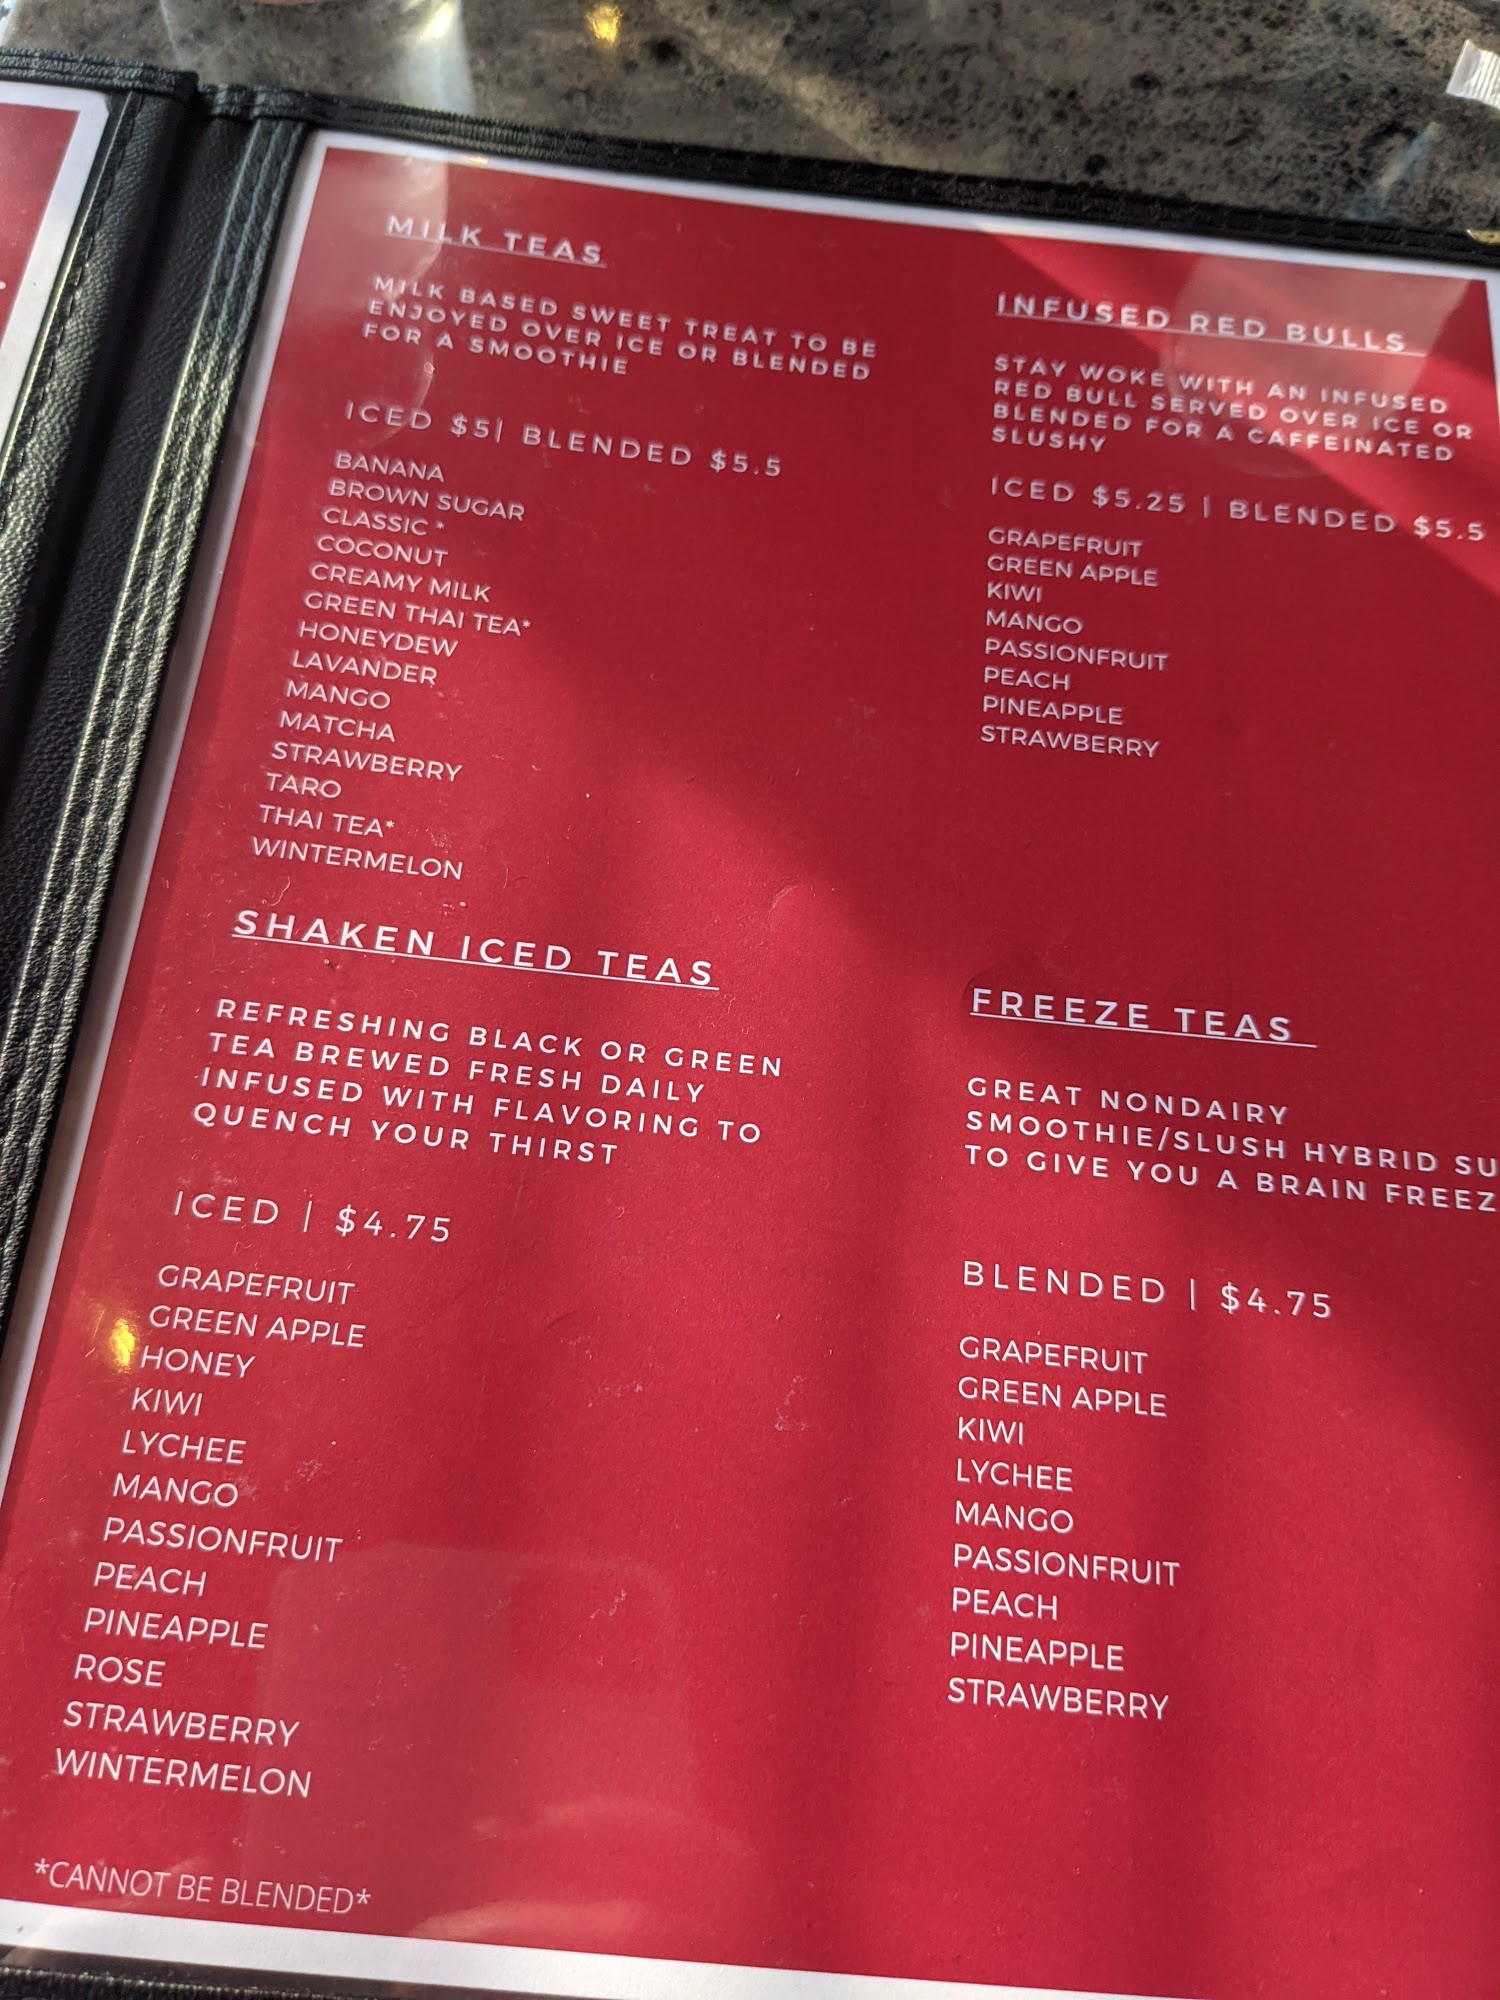 MILK TEAS
MILK BASED SWEET TREAT TO BE
ENJOYED OVER ICE OR BLENDED
FOR A SMOOTHIE
ICED $5| BLENDED $5.5
BANANA
BROWN SUGAR
CLASSIC *
COCONUT
CREAMY MILK
GREEN THAI TEA*
HONEYDEW
LAVANDER
MANGO
MATCHA
STRAWBERRY
TARO
THAI TEA*
WINTERMELON
SHAKEN ICED TEAS
REFRESHING BLACK OR GREEN
TEA BREWED FRESH DAILY
INFUSED WITH FLAVORING TO
QUENCH YOUR THIRST
ICED | $4.75
GRAPEFRUIT
GREEN APPLE
HONEY
KIWI
LYCHEE
MANGO
PASSIONFRUIT
PEACH
PINEAPPLE
ROSE
STRAWBERRY
WINTERMELON
*CANNOT BE BLENDED*
INFUSED RED BULLS
STAY WOKE WITH AN INFUSED
RED BULL SERVED OVER ICE OR
BLENDED FOR A CAFFEINATED
SLUSHY
ICED $5.25 | BLENDED $5.5
GRAPEFRUIT
GREEN APPLE
KIWI
MANGO
PASSIONFRUIT
PEACH
PINEAPPLE
STRAWBERRY
FREEZE TEAS
GREAT NONDAIRY
SMOOTHIE/SLUSH HYBRID SU
TO GIVE YOU A BRAIN FREEZ
BLENDED | $4.75
GRAPEFRUIT
GREEN APPLE
KIWI
LYCHEE
MANGO
PASSIONFRUIT
PEACH
PINEAPPLE
STRAWBERRY